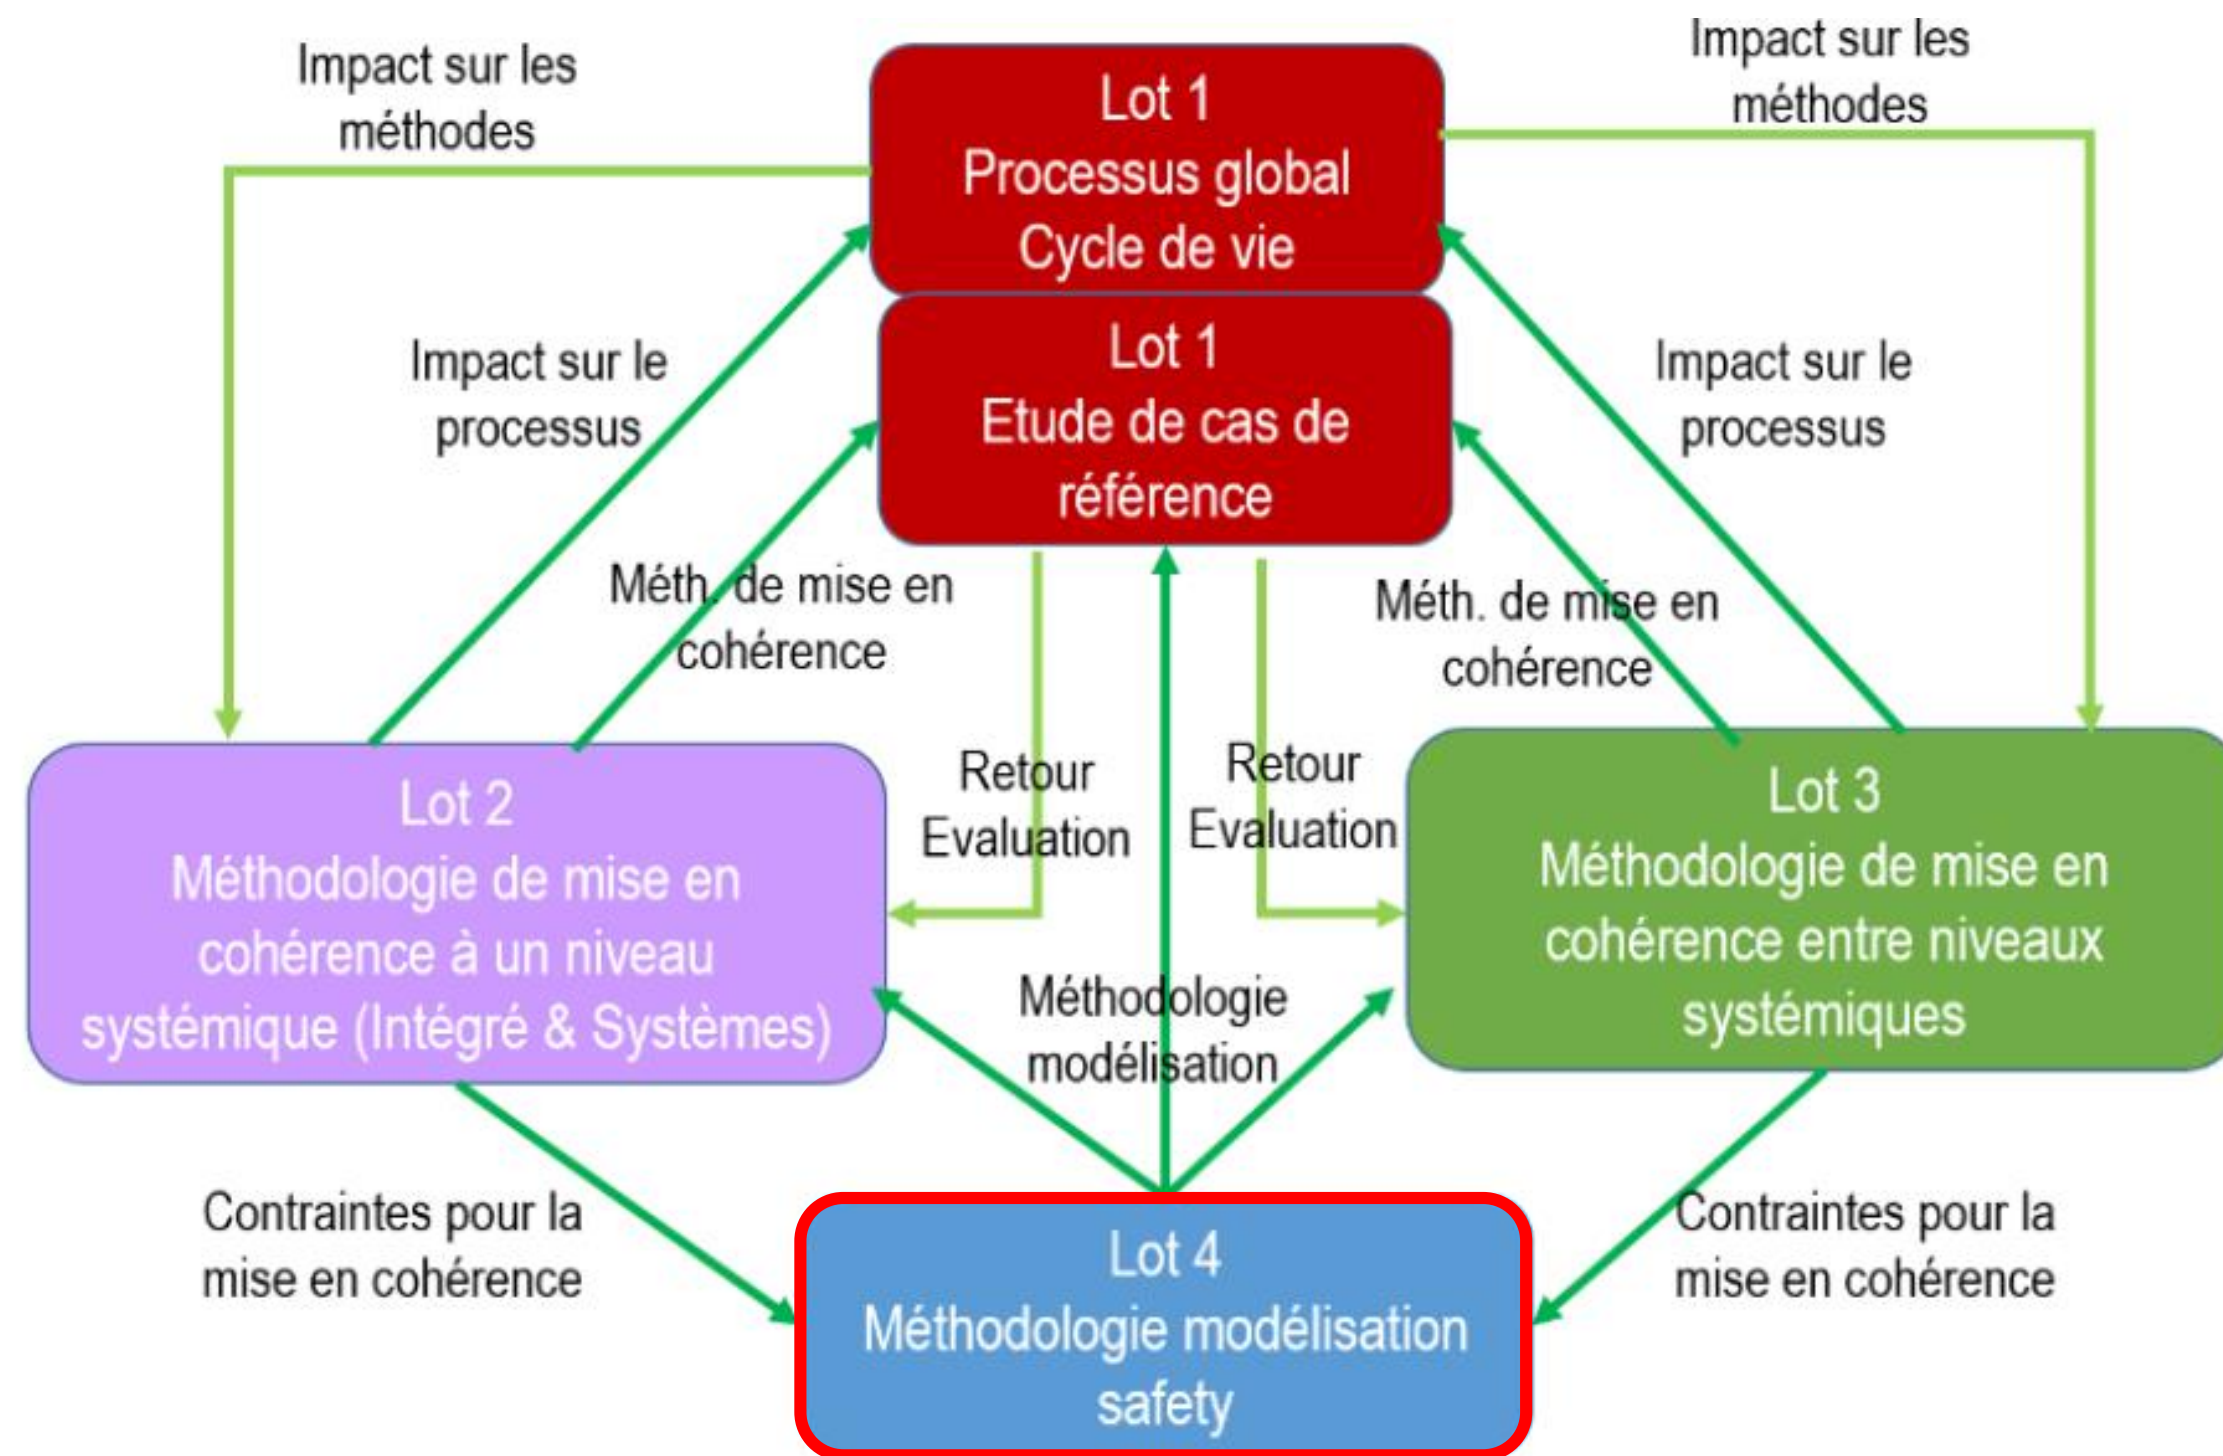 Impact sur les
méthodes
Impact sur les
méthodes
Lot 1
Processus global
Cycle de vie
Lot 1
Etude de cas de
référence
Impact sur le
processus
Impact sur le
processus
Méth. de mise en
cohérence
Méth. de mise en
cohérence
Retour
Evaluation
Retour
Evaluation
Lot 2
Méthodologie de mise en
cohérence à un niveau
systémique (Intégré & Systèmes)
Lot 3
Méthodologie de mise en
cohérence entre niveaux
systémiques
Méthodologie
modélisation
Contraintes pour la
mise en cohérence
Contraintes pour la
mise en cohérence
Lot 4
Méthodologie modélisation
safety